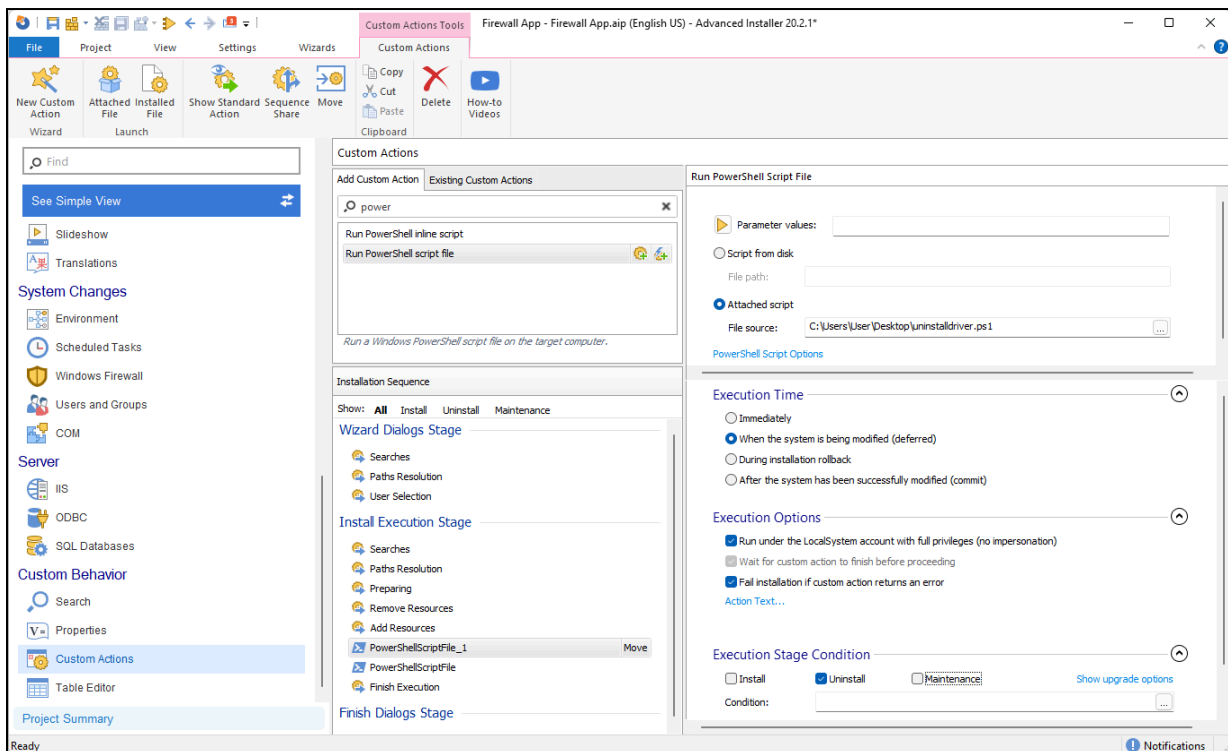 3
Custom Actions Tools
Firewall App - Firewall App.aip (English US) - Advanced Installer 20.2.1*
File
Project
View
Settings
Wizards
Custom Actions
New Custom Action
Attached File
Installed File
Show Standard Action
Sequence Share
Move
Copy
Cut
Paste
Delete
How-to Videos
Wizard
Launch
Clipboard
Find
See Simple View
Slideshow
Translations
System Changes
Environment
Scheduled Tasks
Windows Firewall
Users and Groups
COM
Server
IIS
ODBC
SQL Databases
Custom Behavior
Search
Properties
Custom Actions
Table Editor
Project Summary
Custom Actions
Add Custom Action
Existing Custom Actions
power
Run PowerShell inline script
Run PowerShell script file
Run a Windows PowerShell script file on the target computer.
Installation Sequence
Show: All Install Uninstall Maintenance
Wizard Dialogs Stage
Searches
Paths Resolution
User Selection
Install Execution Stage
Searches
Paths Resolution
Preparing
Remove Resources
Add Resources
PowerShellScriptFile_1 Move
PowerShellScriptFile
Finish Execution
Finish Dialogs Stage
Run PowerShell Script File
Parameter values:
Script from disk
File path:
Attached script
File source: C:\Users\User\Desktop\uninstalldriver.ps1
PowerShell Script Options
Execution Time
Immediately
When the system is being modified (deferred)
During installation rollback
After the system has been successfully modified (commit)
Execution Options
Run under the LocalSystem account with full privileges (no impersonation)
Wait for custom action to finish before proceeding
Fail installation if custom action returns an error
Action Text...
Execution Stage Condition
Install Uninstall Maintenance Show upgrade options
Condition:
Ready
Notifications